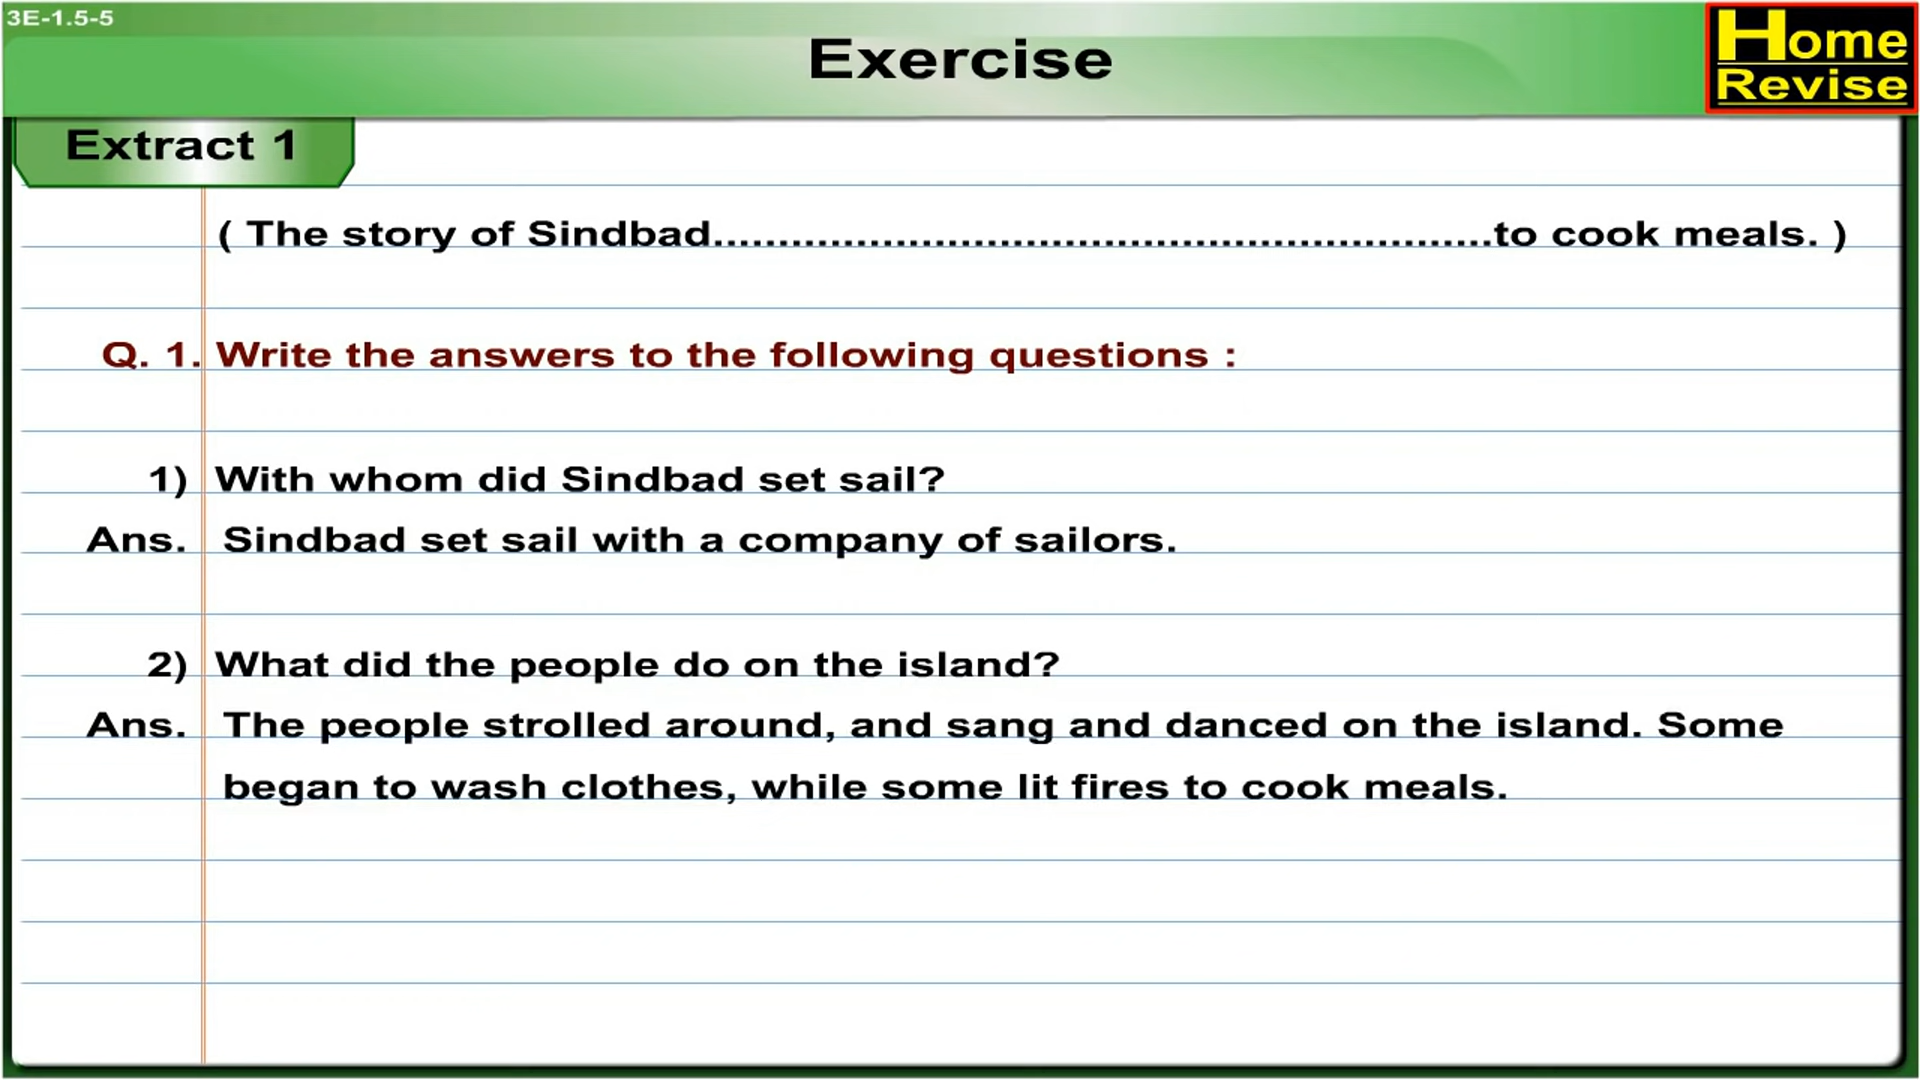 3E-1.5-5
Exercise
Home
Revise
Extract 1
( The story of Sindbad............................................................to cook meals. )
Q. 1. Write the answers to the following questions :
1) With whom did Sindbad set sail?
Ans. Sindbad set sail with a company of sailors.
2) What did the people do on the island?
Ans. The people strolled around, and sang and danced on the island. Some
began to wash clothes, while some lit fires to cook meals.